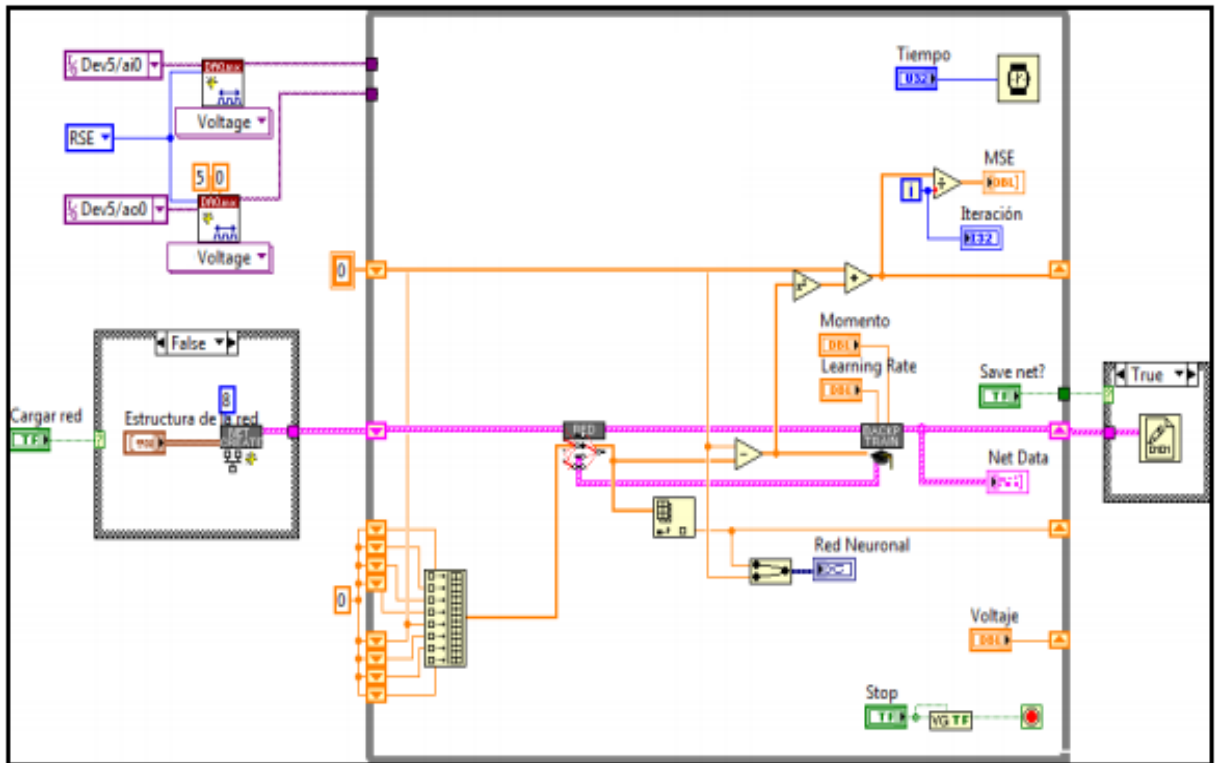 Dev5/ai0
DAQmx
Voltage
RSE
5 0
Dev5/ao0
DAQmx
Voltage
Tiempo
U32
MSE
DBL
i
Iteración
I32
0
Momento
DBL
Learning Rate
DBL
Save net?
TF
True
False
8
Estructura de la red
Cargar red
TF
RED
BACKP
TRAIN
Net Data
Red Neuronal
0
Voltaje
DBL
Stop
TF
VG TF